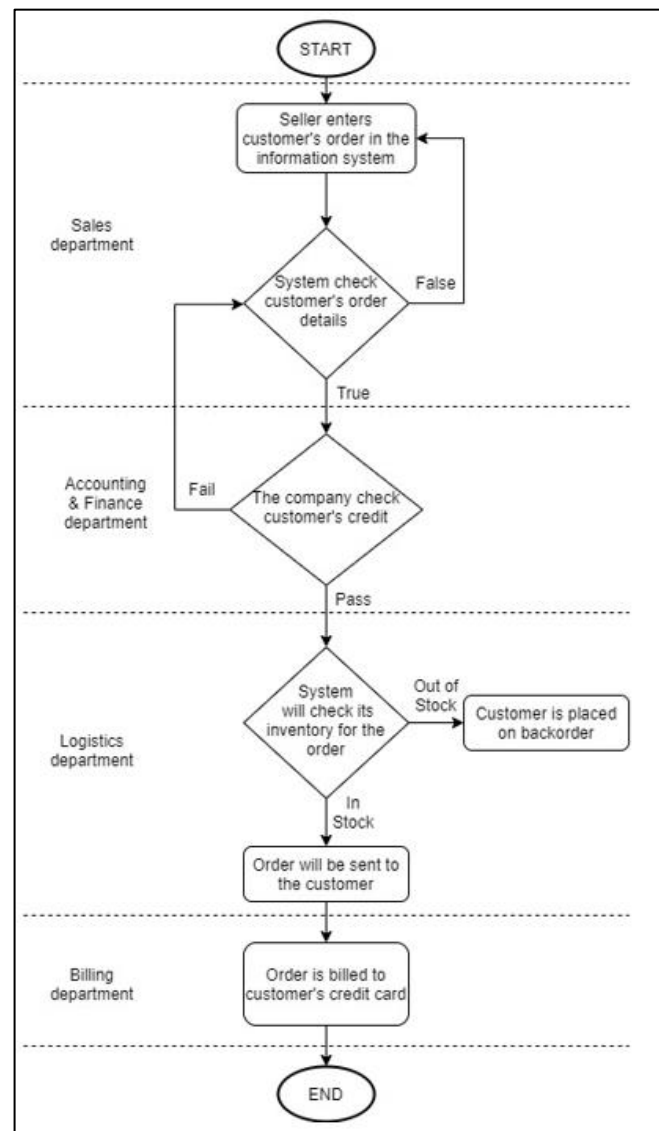 START
Seller enters
customer's order in the
information system
Sales
department
System check
customer's order
details
False
True
Accounting
& Finance
department
Fail
The company check
customer's credit
Pass
Logistics
department
System
will check its
inventory for the
order
Out of
Stock
Customer is placed
on backorder
In
Stock
Order will be sent to
the customer
Billing
department
Order is billed to
customer's credit card
END